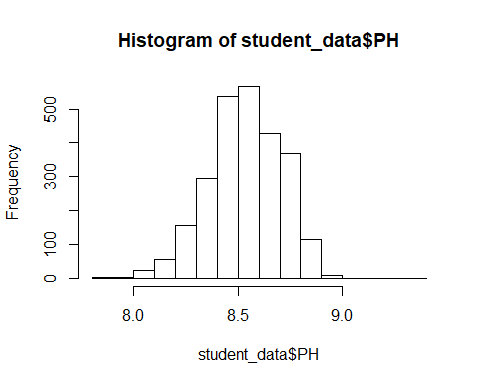 Histogram of student_data$PH
Frequency
500
300
100
0
8.0 8.5 9.0
student_data$PH